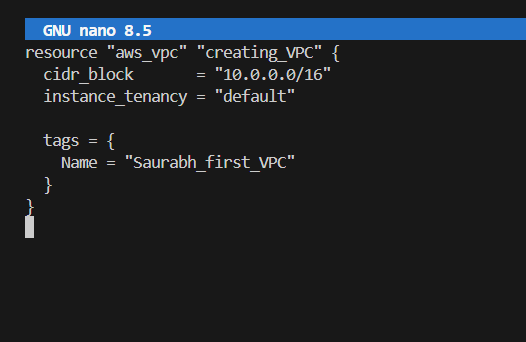 GNU nano 8.5
resource "aws_vpc" "creating_VPC" {
  cidr_block       = "10.0.0.0/16"
  instance_tenancy = "default"

  tags = {
    Name = "Saurabh_first_VPC"
  }
}